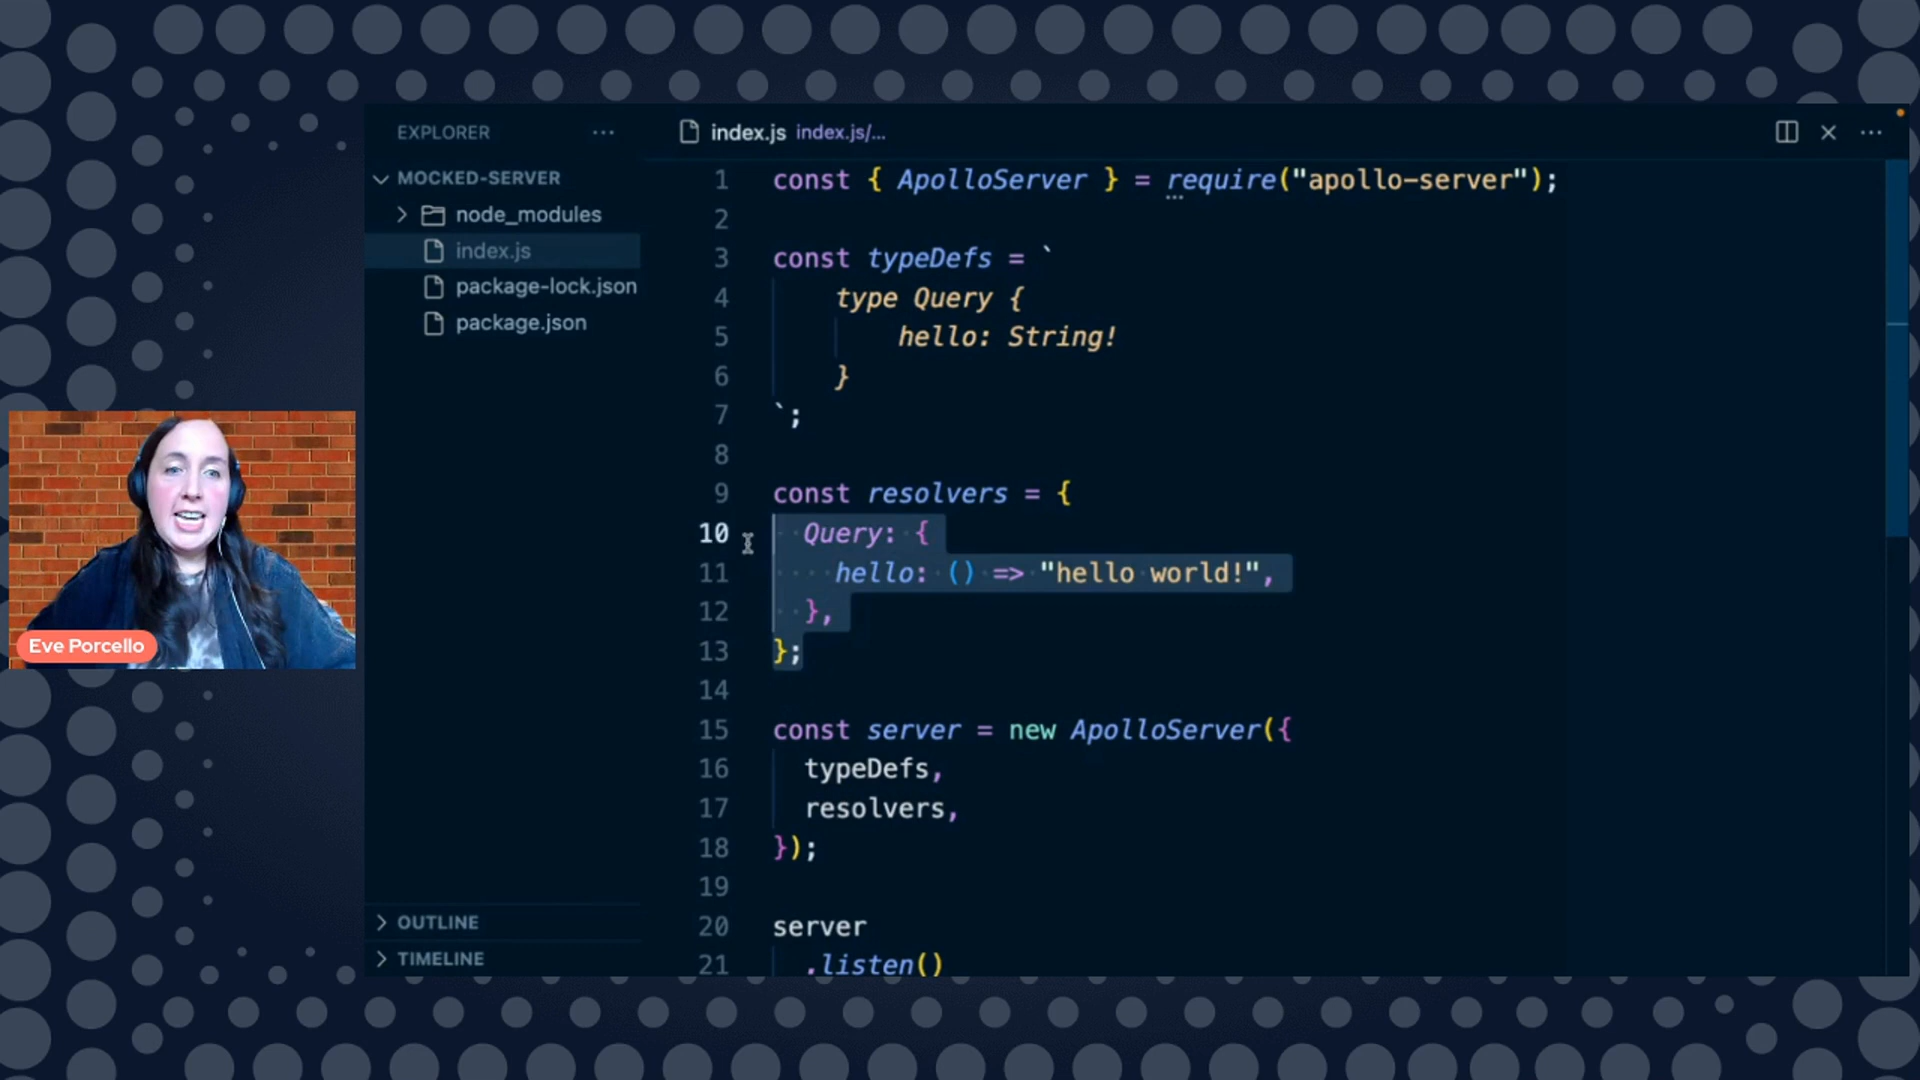 EXPLORER ...
MOCKED-SERVER
node_modules
index.js
package-lock.json
package.json
OUTLINE
TIMELINE
index.js index.js/...
1 const { ApolloServer } = require("apollo-server");
2
3 const typeDefs = `
4 type Query {
5 hello: String!
6 }
7 `;
8
9 const resolvers = {
10 Query: {
11 hello: () => "hello world!",
12 },
13 };
14
15 const server = new ApolloServer({
16 typeDefs,
17 resolvers,
18 });
19
20 server
21 .listen()
Eve Porcello